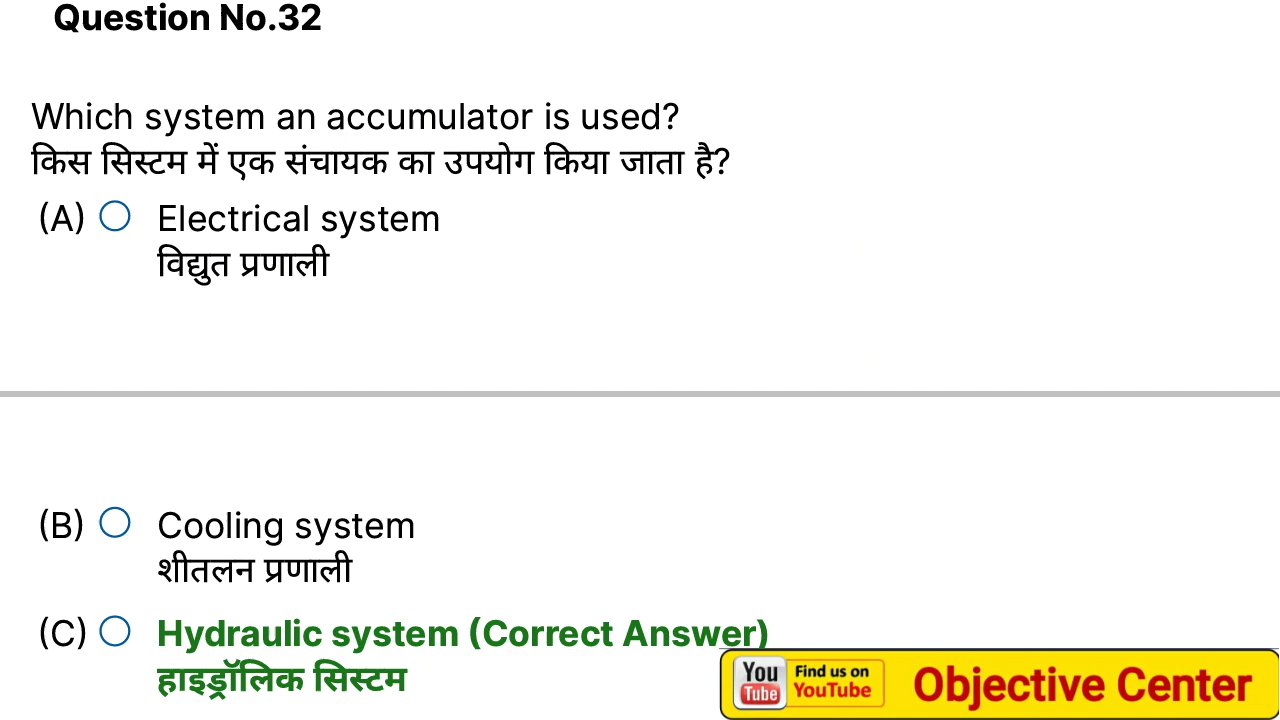 Question No.32
Which system an accumulator is used?
किस सिस्टम में एक संचायक का उपयोग किया जाता है?
(A) Electrical system
विद्युत प्रणाली
(B) Cooling system
शीतलन प्रणाली
(C) Hydraulic system (Correct Answer)
हाइड्रॉलिक सिस्टम
You Tube Find us on YouTube Objective Center